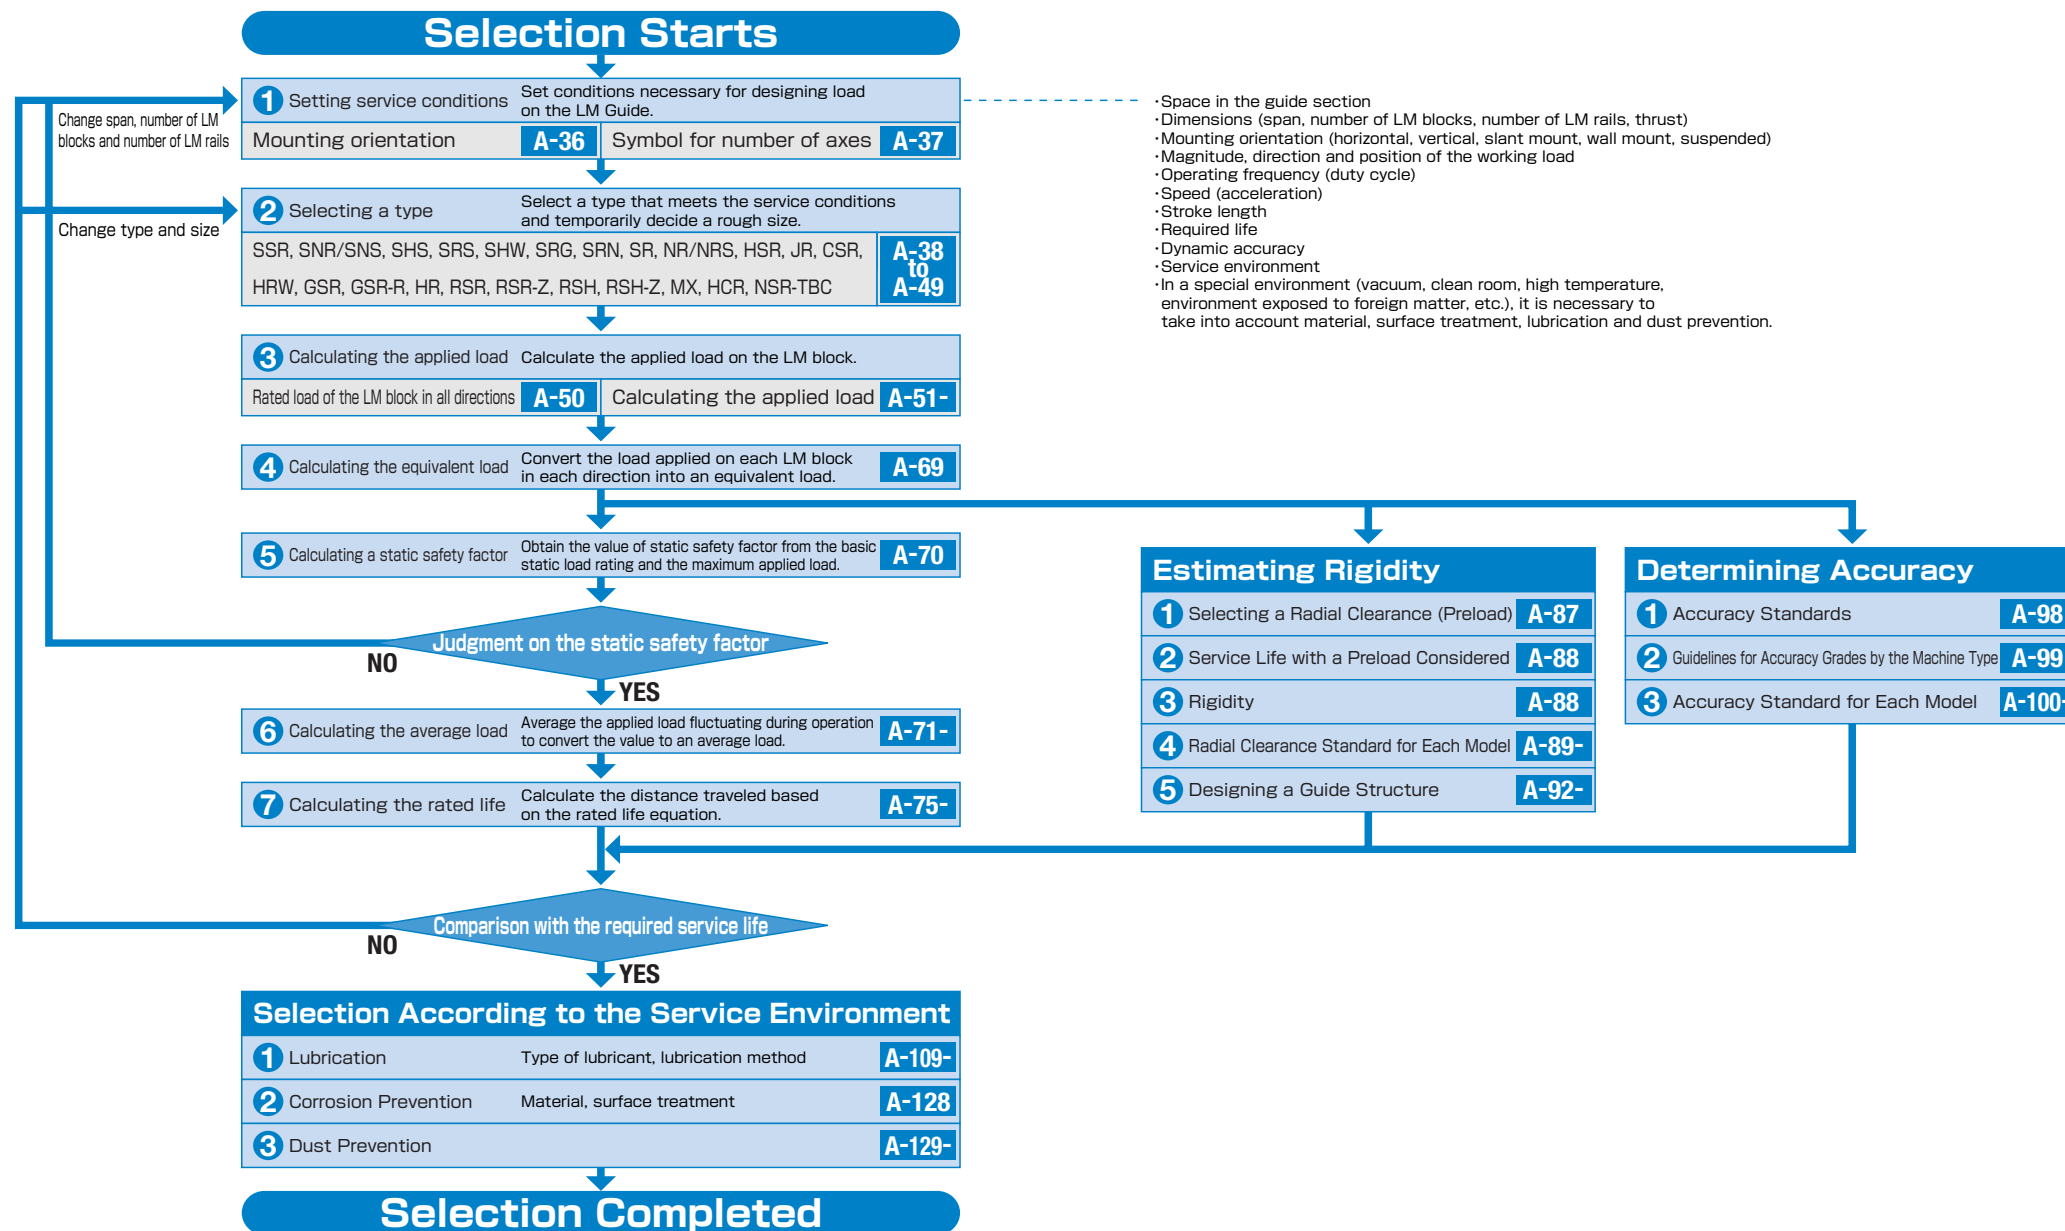 Selection Starts
1 Setting service conditions
Set conditions necessary for designing load
on the LM Guide.
Mounting orientation A-36
Symbol for number of axes A-37
Change span, number of LM
blocks and number of LM rails
·Space in the guide section
·Dimensions (span, number of LM blocks, number of LM rails, thrust)
·Mounting orientation (horizontal, vertical, slant mount, wall mount, suspended)
·Magnitude, direction and position of the working load
·Operating frequency (duty cycle)
·Speed (acceleration)
·Stroke length
·Required life
·Dynamic accuracy
·Service environment
·In a special environment (vacuum, clean room, high temperature,
environment exposed to foreign matter, etc.), it is necessary to
take into account material, surface treatment, lubrication and dust prevention.
2 Selecting a type
Select a type that meets the service conditions
and temporarily decide a rough size.
Change type and size
SSR, SNR/SNS, SHS, SRS, SHW, SRG, SRN, SR, NR/NRS, HSR, JR, CSR,
HRW, GSR, GSR-R, HR, RSR, RSR-Z, RSH, RSH-Z, MX, HCR, NSR-TBC
A-38
to
A-49
3 Calculating the applied load
Calculate the applied load on the LM block.
Rated load of the LM block in all directions A-50
Calculating the applied load A-51-
4 Calculating the equivalent load
Convert the load applied on each LM block
in each direction into an equivalent load.
A-69
5 Calculating a static safety factor
Obtain the value of static safety factor from the basic
static load rating and the maximum applied load.
A-70
Judgment on the static safety factor
NO
YES
6 Calculating the average load
Average the applied load fluctuating during operation
to convert the value to an average load.
A-71-
7 Calculating the rated life
Calculate the distance traveled based
on the rated life equation.
A-75-
Estimating Rigidity
1 Selecting a Radial Clearance (Preload) A-87
2 Service Life with a Preload Considered A-88
3 Rigidity A-88
4 Radial Clearance Standard for Each Model A-89-
5 Designing a Guide Structure A-92-
Determining Accuracy
1 Accuracy Standards A-98
2 Guidelines for Accuracy Grades by the Machine Type A-99
3 Accuracy Standard for Each Model A-100-
Comparison with the required service life
NO
YES
Selection According to the Service Environment
1 Lubrication Type of lubricant, lubrication method A-109-
2 Corrosion Prevention Material, surface treatment A-128
3 Dust Prevention A-129-
Selection Completed